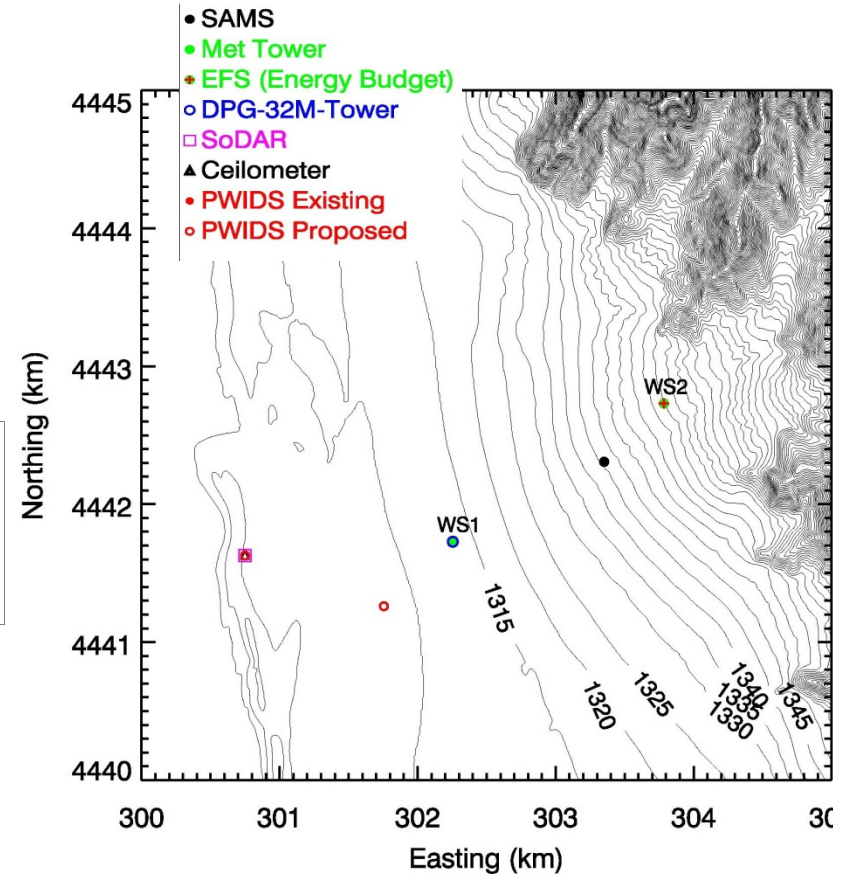 SAMS
Met Tower
EFS (Energy Budget)
DPG-32M-Tower
SoDAR
Ceilometer
PWIDS Existing
PWIDS Proposed
4445
4444
4443
4442
4441
4440
Northing (km)
WS2
WS1
1315
1320
1325
1340
1335
1330
1345
300
301
302
303
304
30
Easting (km)